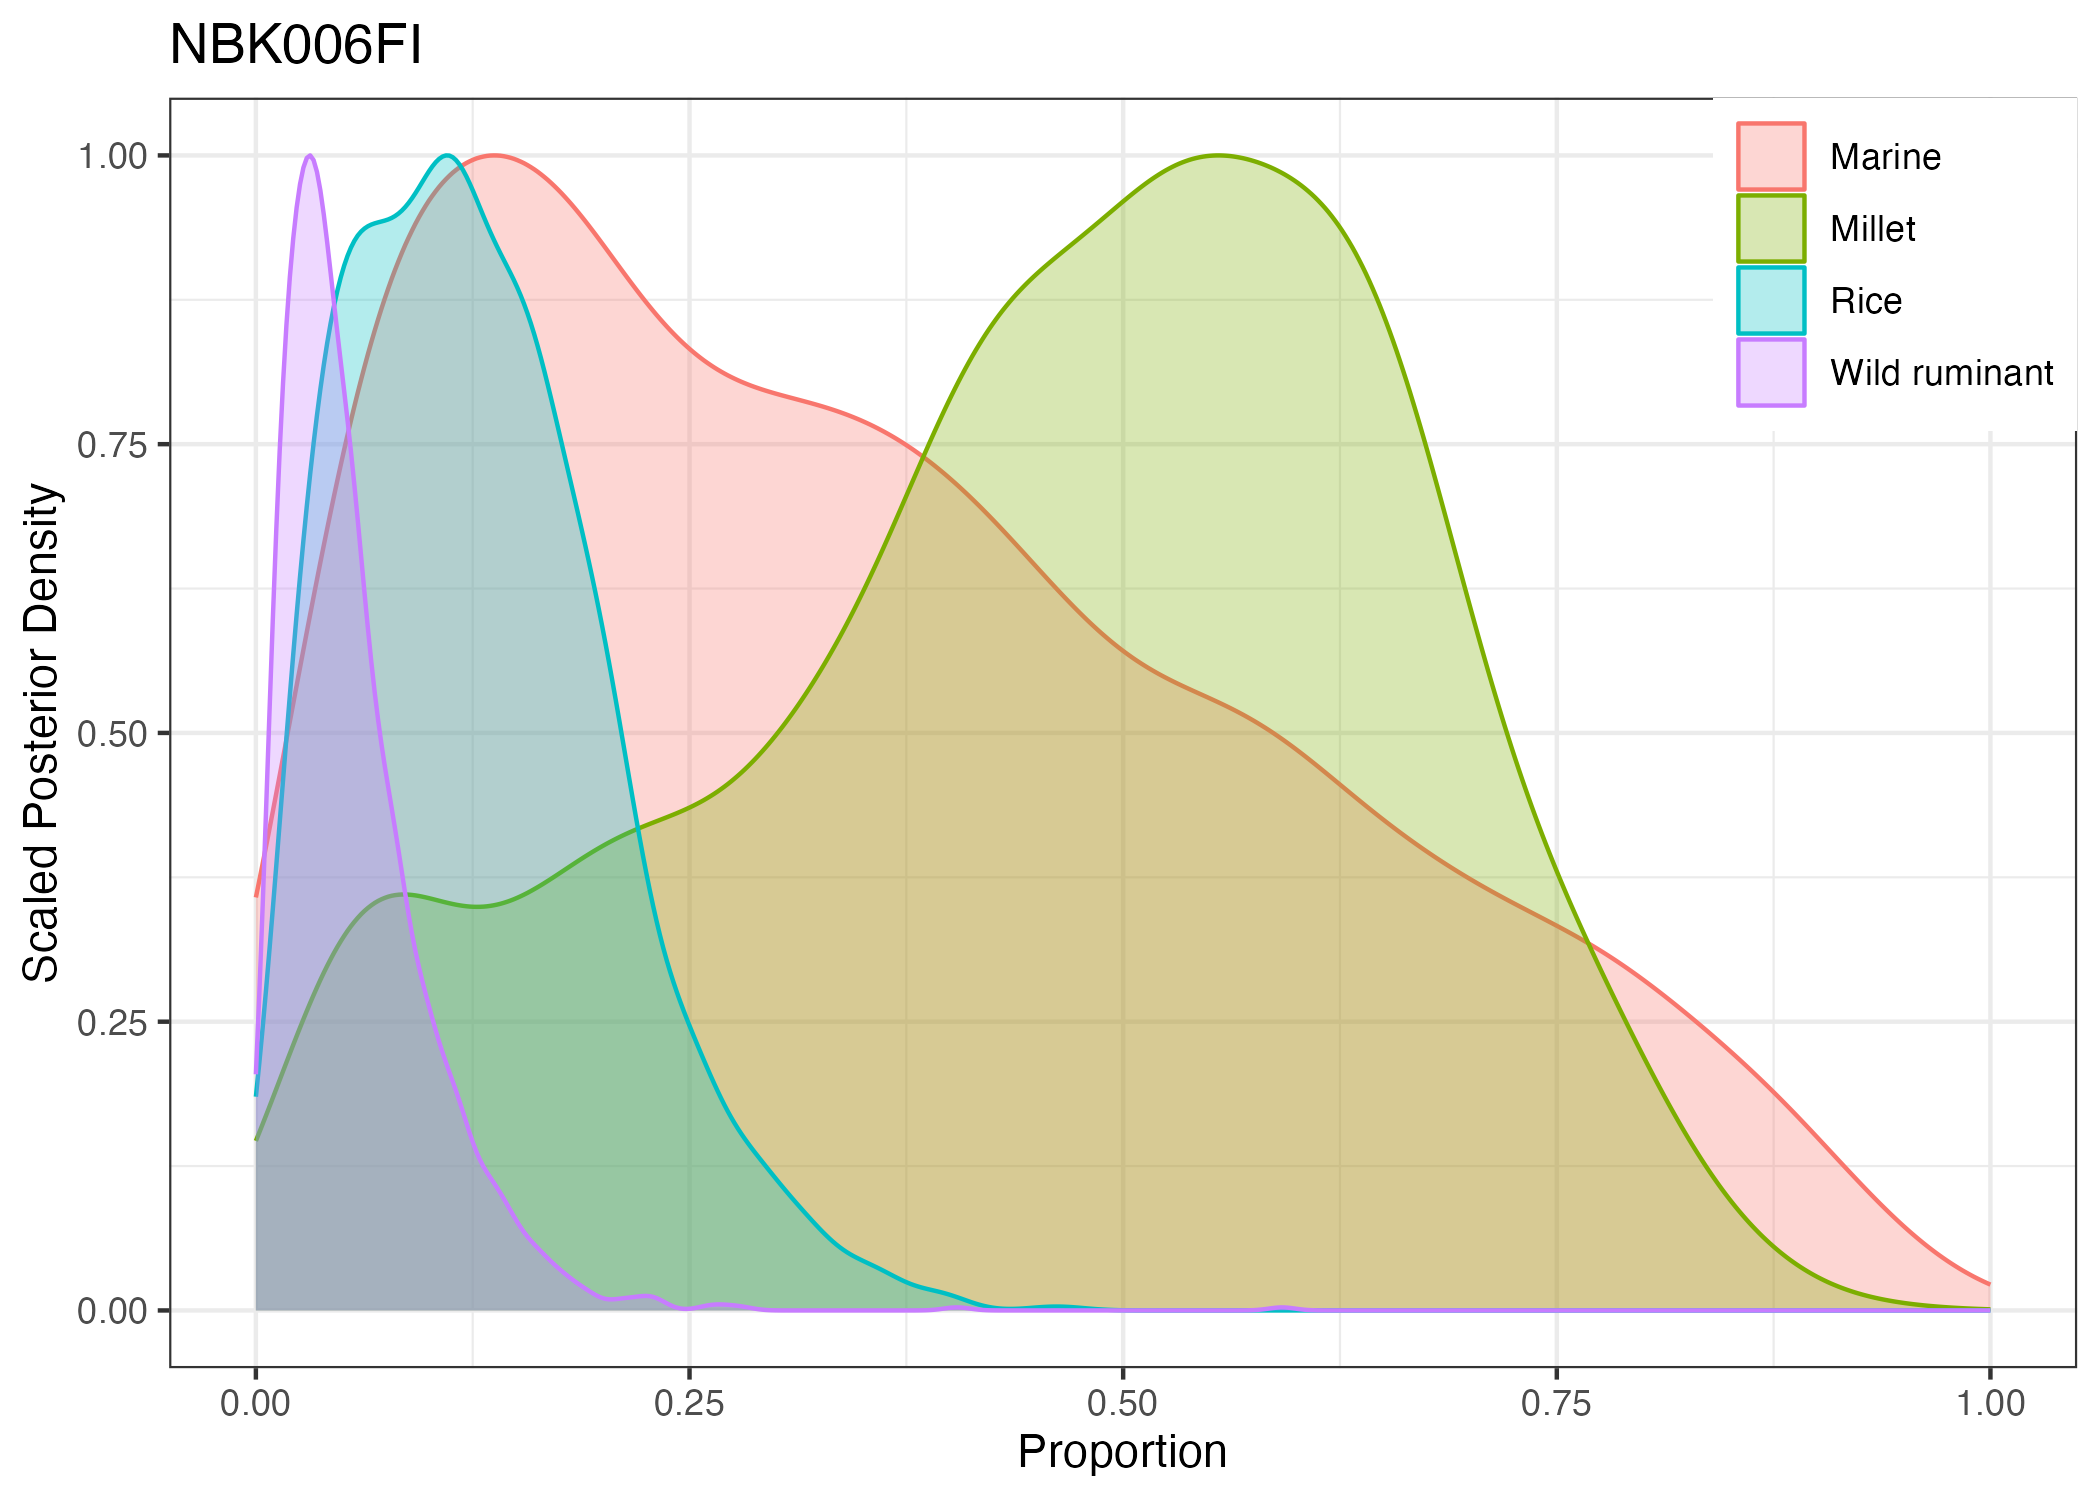 NBK006FI
Marine
Millet
Rice
Wild ruminant
Scaled Posterior Density
1.00
0.75
0.50
0.25
0.00
0.00 0.25 0.50 0.75 1.00
Proportion